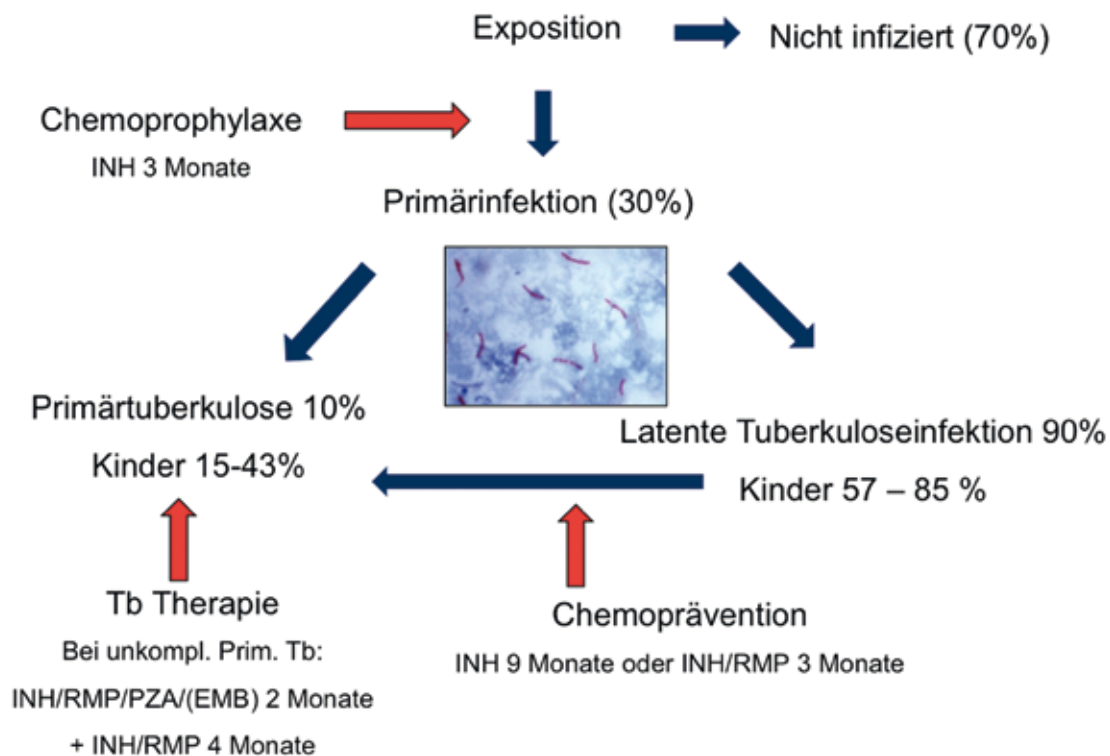 Exposition
Nicht infiziert (70%)
Chemoprophylaxe
INH 3 Monate
Primärinfektion (30%)
Primärtuberkulose 10%
Kinder 15-43%
Latente Tuberkuloseinfektion 90%
Kinder 57 – 85 %
Tb Therapie
Bei unkompl. Prim. Tb:
INH/RMP/PZA/(EMB) 2 Monate
+ INH/RMP 4 Monate
Chemoprävention
INH 9 Monate oder INH/RMP 3 Monate